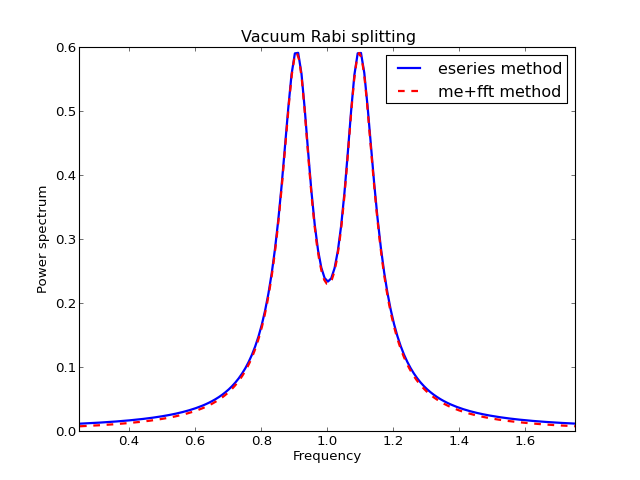 Vacuum Rabi splitting
eseries method
me+fft method
Power spectrum
0.6
0.5
0.4
0.3
0.2
0.1
0.0
0.4 0.6 0.8 1.0 1.2 1.4 1.6
Frequency